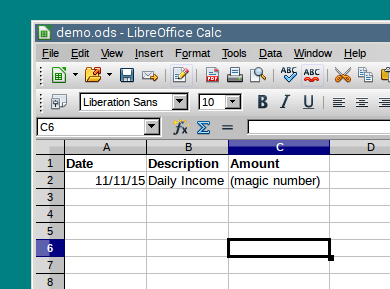 demo.ods - LibreOffice Calc
File Edit View Insert Format Tools Data Window Help
Liberation Sans 10 B I U
C6
A B C D
1 Date Description Amount
2 11/11/15 Daily Income (magic number)
3
4
5
6
7
8